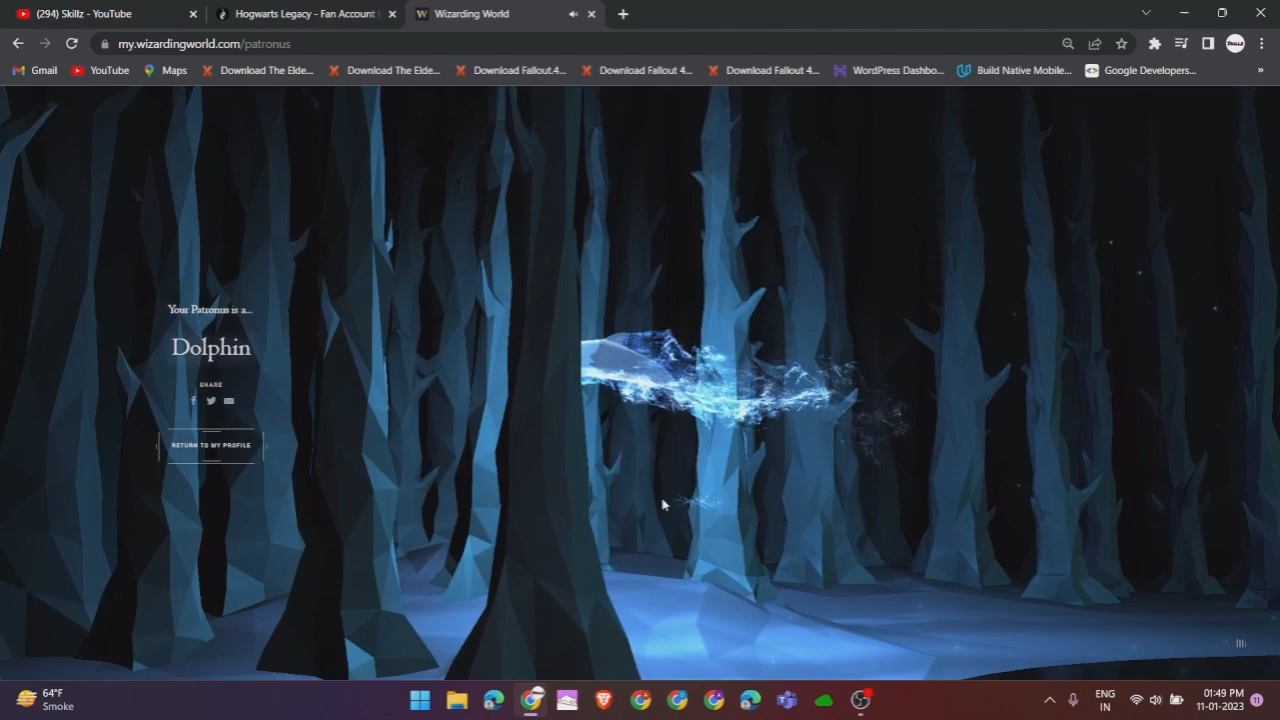 (294) Skillz - YouTube
Hogwarts Legacy - Fan Account
Wizarding World
my.wizardingworld.com/patronus
Gmail
YouTube
Maps
Download The Elde...
Download The Elde...
Download Fallout.4...
Download Fallout 4...
Download Fallout 4...
WordPress Dashbo...
Build Native Mobile...
Google Developers...
»
Your Patronus is a...
Dolphin
SHARE
RETURN TO MY PROFILE
64°F
Smoke
ENG
IN
01:49 PM
11-01-2023
11